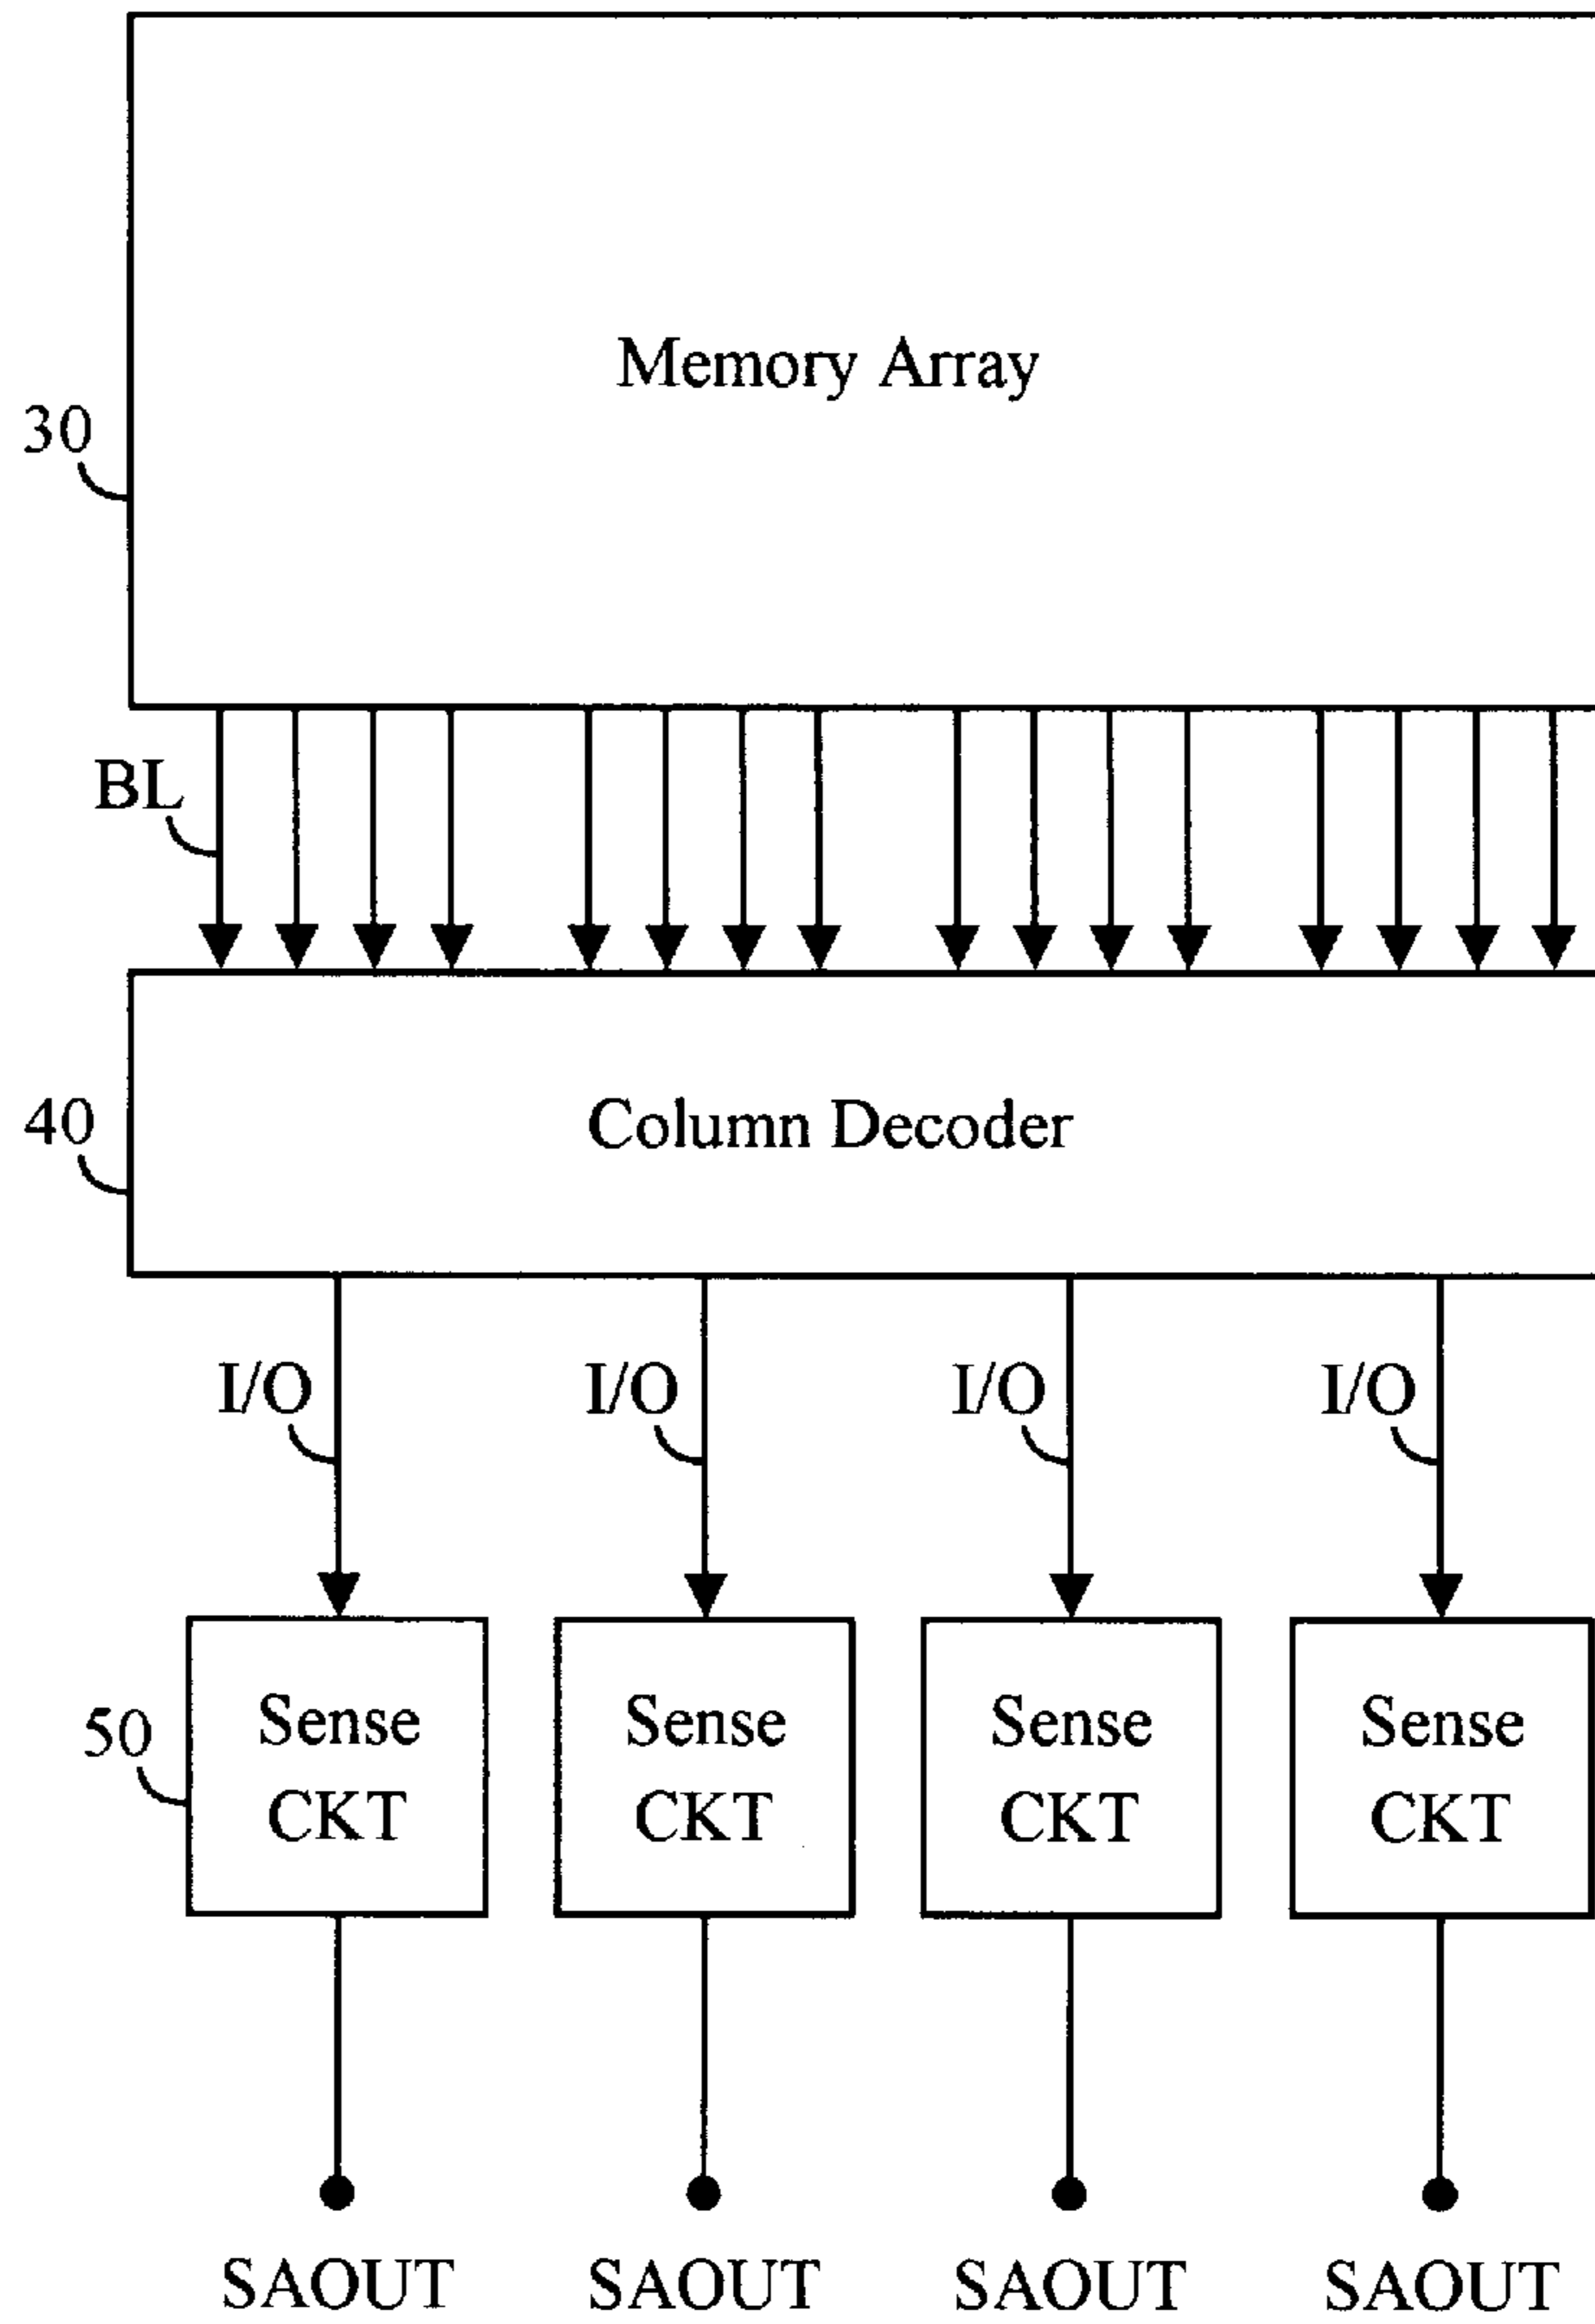 Memory Array
30
BL
40
Column Decoder
I/O I/O I/O I/O
50
Sense CKT
Sense CKT
Sense CKT
Sense CKT
SAOUT SAOUT SAOUT SAOUT